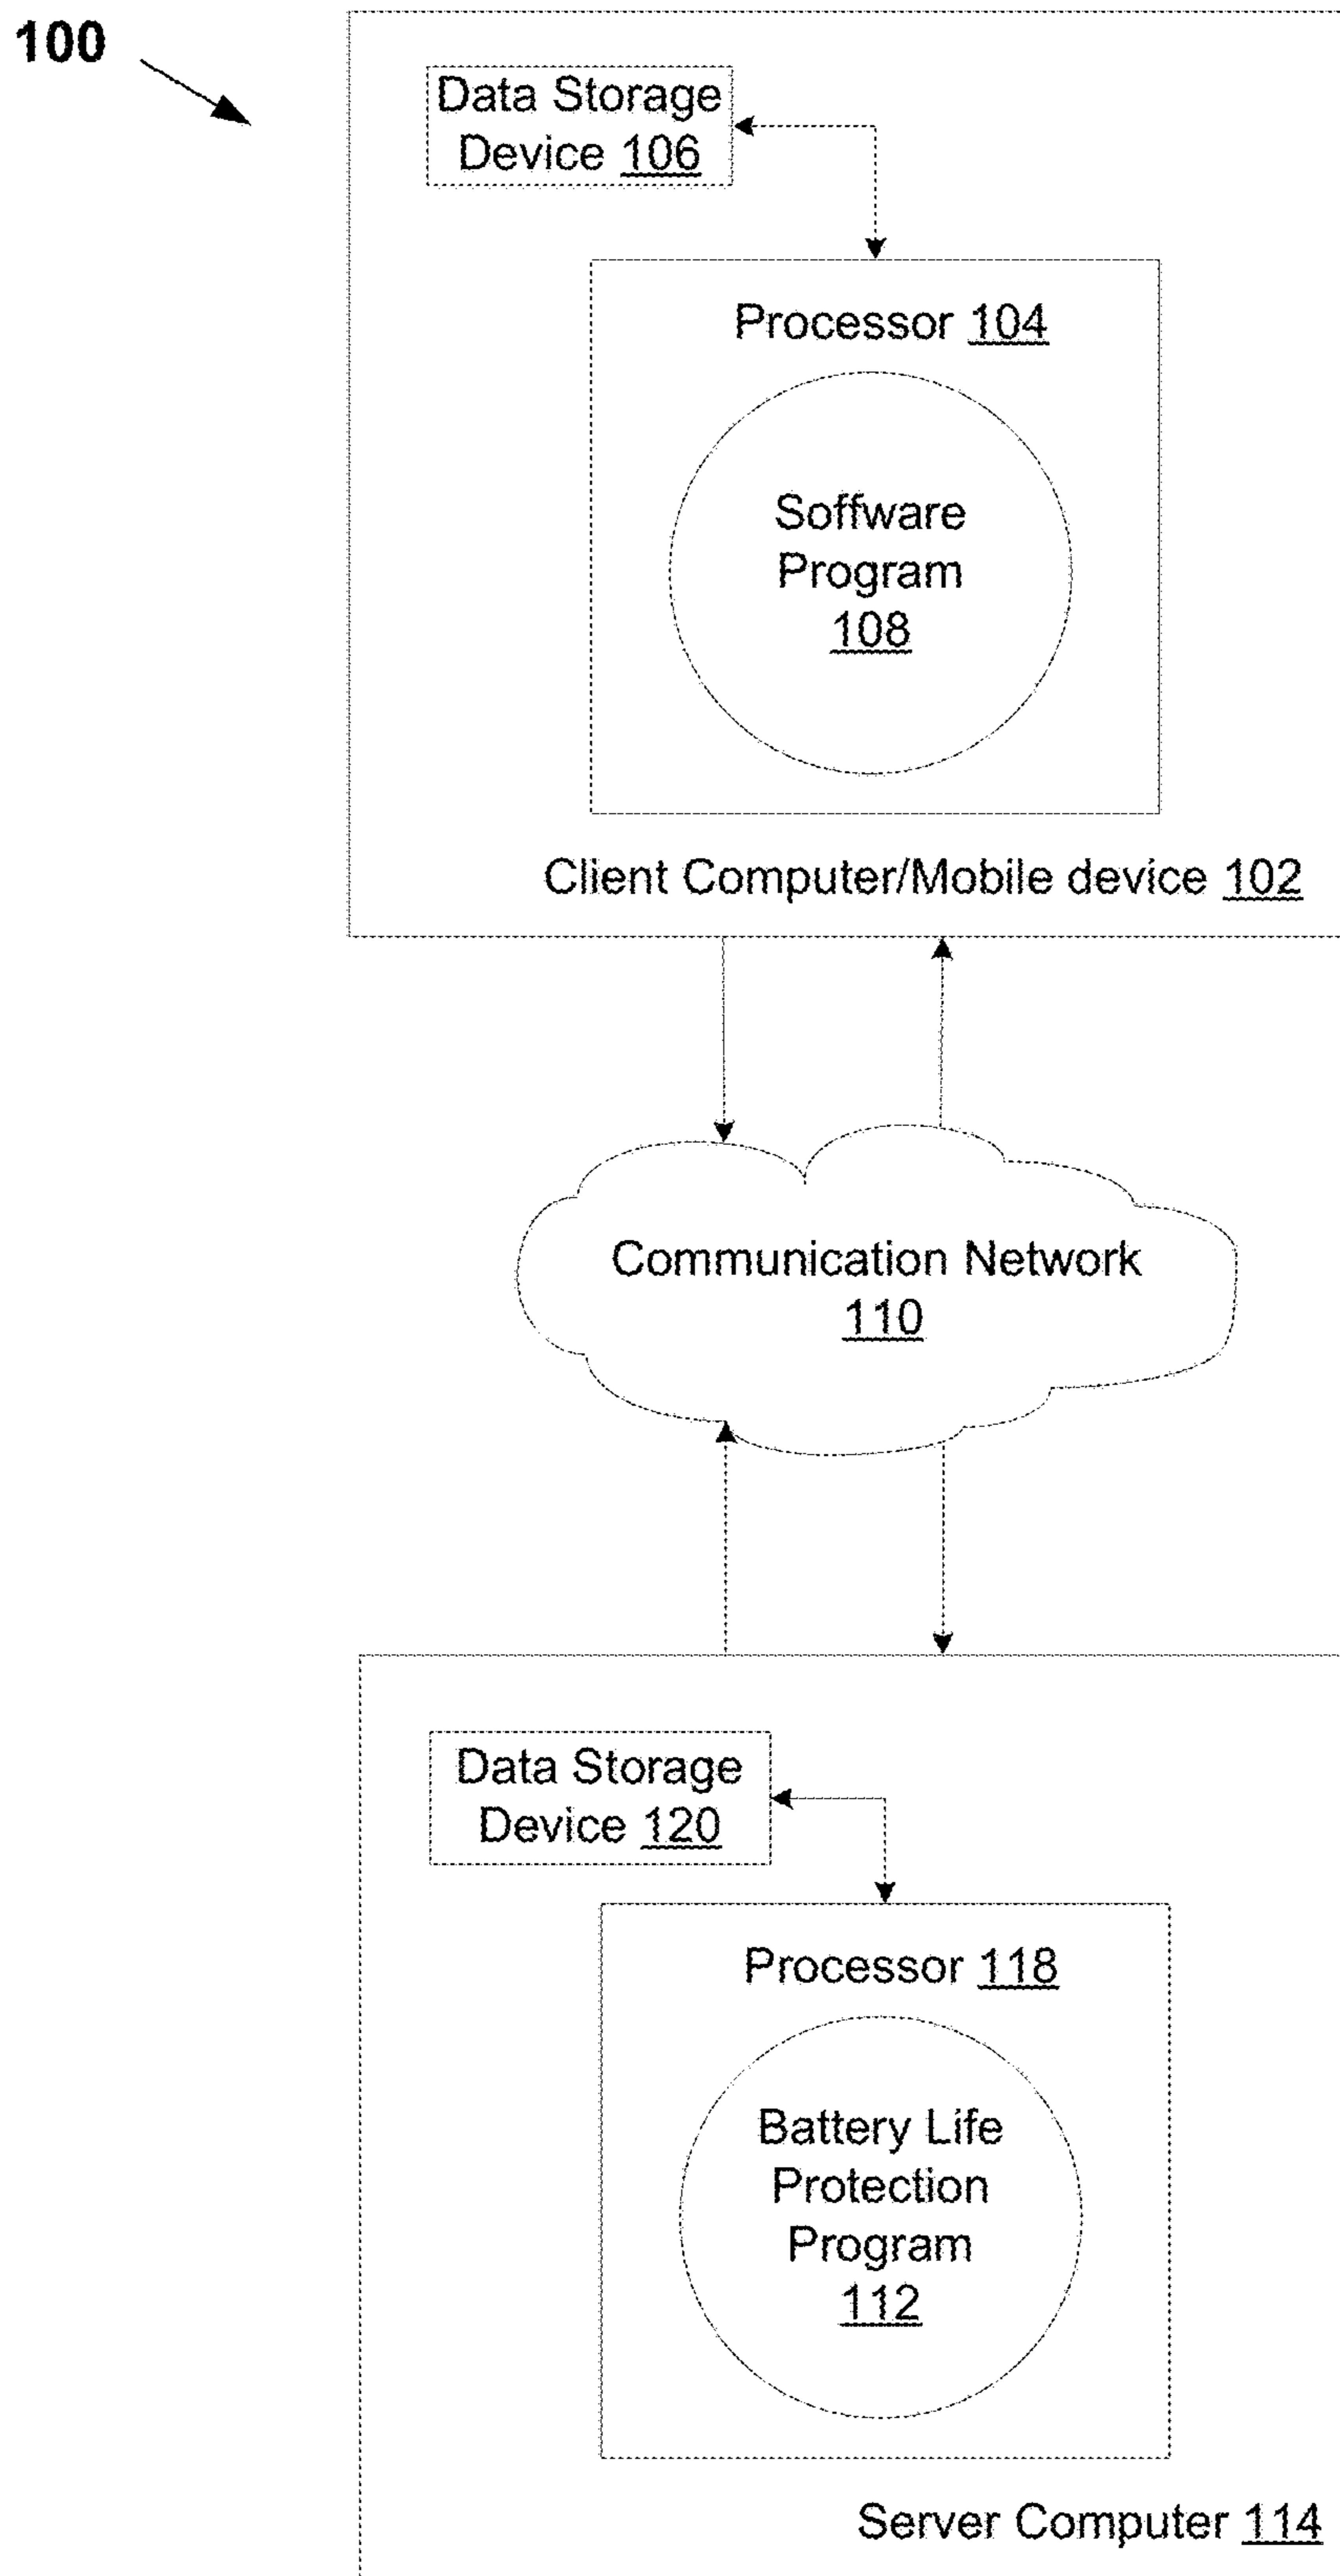 100
Data Storage
Device 106
Processor 104
Soffware
Program
108
Client Computer/Mobile device 102
Communication Network
110
Data Storage
Device 120
Processor 118
Battery Life
Protection
Program
112
Server Computer 114